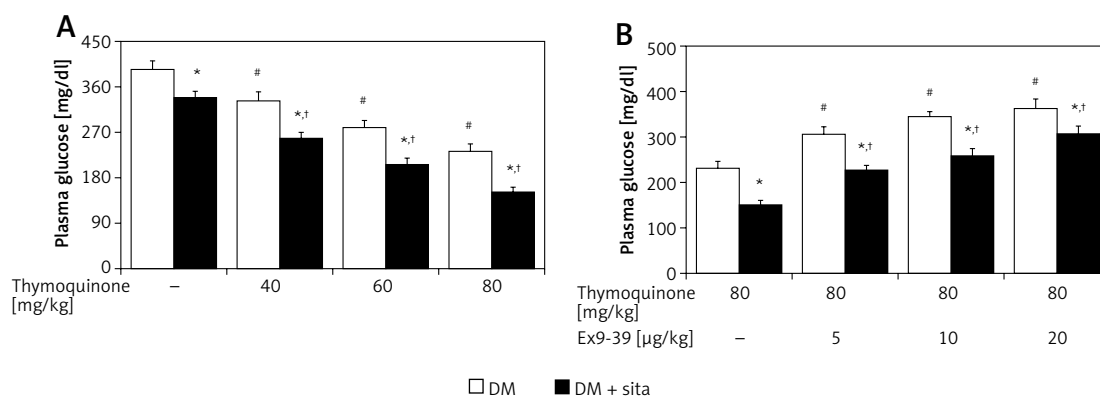 A
Plasma glucose [mg/dl]
450
360
270
180
90
0
*
#
*,†
#
*,†
#
*,†
Thymoquinone – 40 60 80
[mg/kg]
B
Plasma glucose [mg/dl]
500
400
300
200
100
0
*
#
*,†
#
*,†
#
*,†
Thymoquinone 80 80 80 80
[mg/kg]
Ex9-39 [µg/kg] – 5 10 20
DM DM + sita